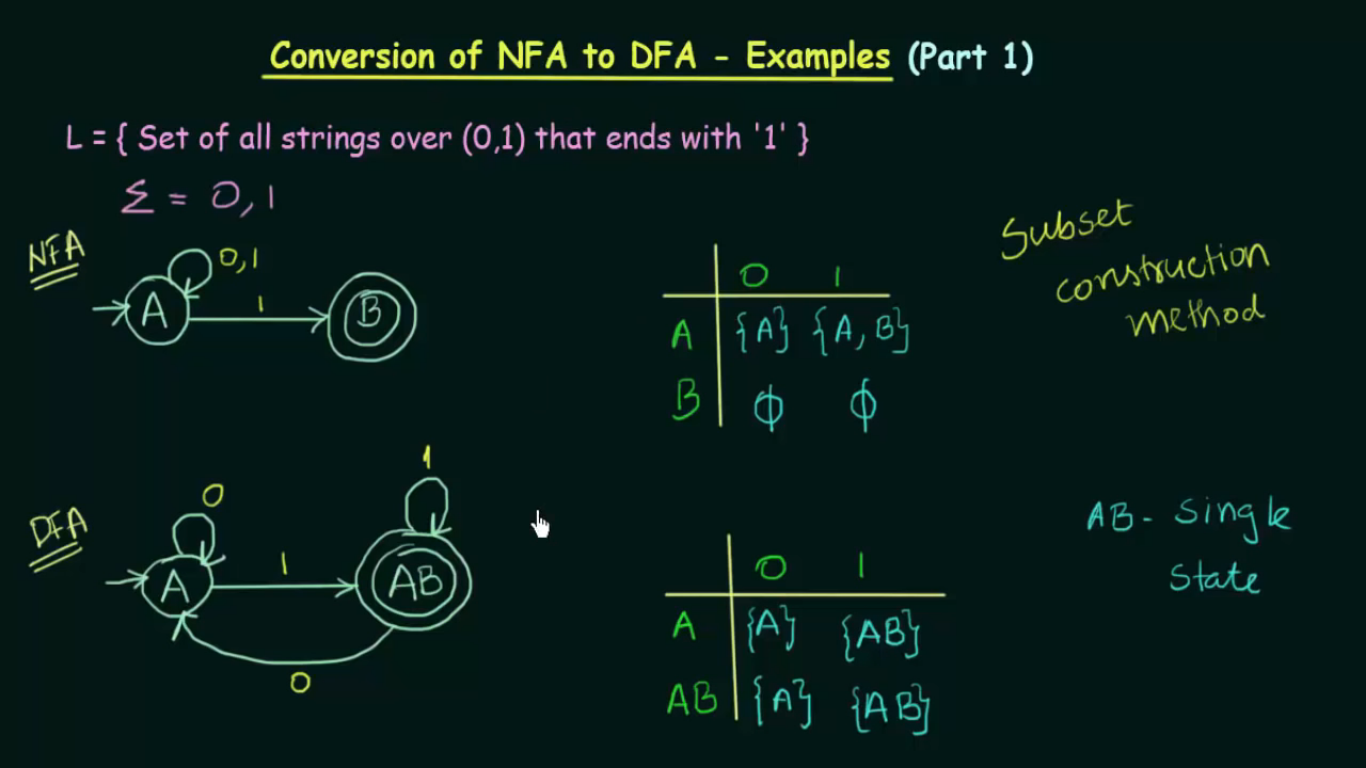 Conversion of NFA to DFA - Examples (Part 1)
L = { Set of all strings over (0,1) that ends with '1' }
Σ = 0, 1
NFA
0,1
A
1
B
0 1
A {A} {A, B}
B ϕ ϕ
Subset
construction
method
DFA
0
1
A
1
AB
0
0 1
A {A} {AB}
AB {A} {AB}
AB - Single
State